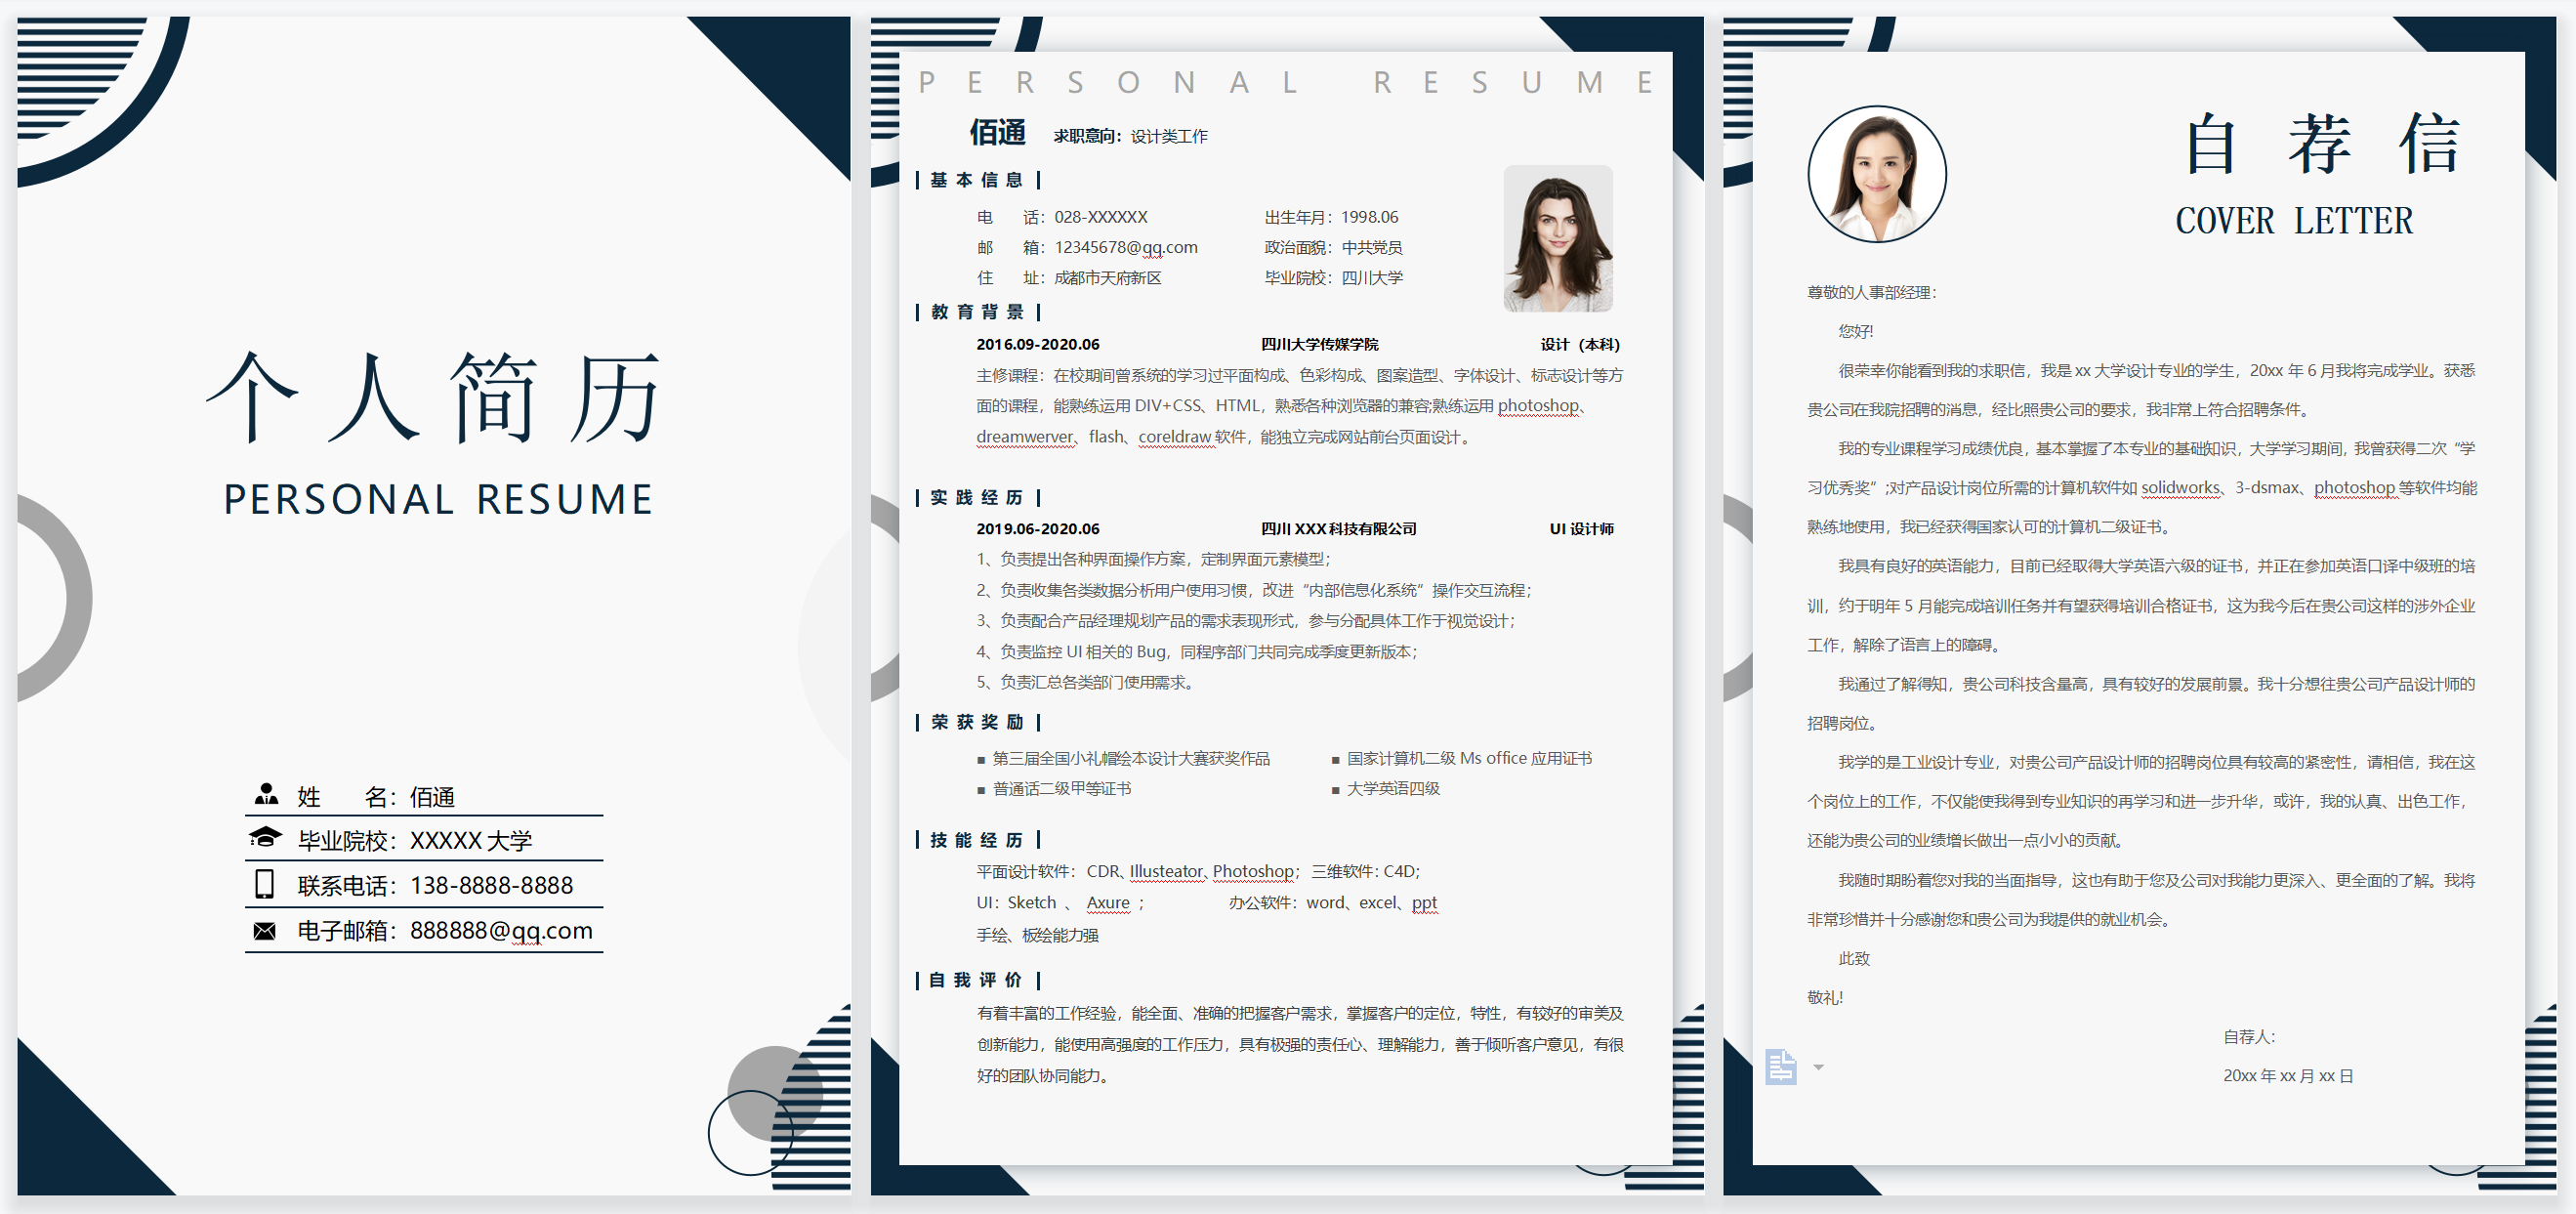 个人简历
PERSONAL RESUME
姓 名：佰通
毕业院校：XXXXX 大学
联系电话：138-8888-8888
电子邮箱：888888@qq.com
PERSONAL RESUME
佰通 求职意向：设计类工作
基本信息
电 话：028-XXXXXX 出生年月：1998.06
邮 箱：12345678@qq.com 政治面貌：中共党员
住 址：成都市天府新区 毕业院校：四川大学
教育背景
2016.09-2020.06 四川大学传媒学院 设计（本科）
主修课程：在校期间曾系统的学习过平面构成、色彩构成、图案造型、字体设计、标志设计等方
面的课程，能熟练运用 DIV+CSS、HTML，熟悉各种浏览器的兼容;熟练运用 photoshop、
dreamwerver、flash、coreldraw 软件，能独立完成网站前台页面设计。
实践经历
2019.06-2020.06 四川 XXX 科技有限公司 UI 设计师
1、负责提出各种界面操作方案，定制界面元素模型；
2、负责收集各类数据分析用户使用习惯，改进“内部信息化系统”操作交互流程；
3、负责配合产品经理规划产品的需求表现形式，参与分配具体工作于视觉设计；
4、负责监控 UI 相关的 Bug，同程序部门共同完成季度更新版本；
5、负责汇总各类部门使用需求。
荣获奖励
■ 第三届全国小礼帽绘本设计大赛获奖作品 ■ 国家计算机二级 Ms office 应用证书
■ 普通话二级甲等证书 ■ 大学英语四级
技能经历
平面设计软件： CDR、Illusteator、Photoshop； 三维软件：C4D；
UI：Sketch 、 Axure ； 办公软件：word、excel、ppt
手绘、板绘能力强
自我评价
有着丰富的工作经验，能全面、准确的把握客户需求，掌握客户的定位，特性，有较好的审美及
创新能力，能使用高强度的工作压力，具有极强的责任心、理解能力，善于倾听客户意见，有很
好的团队协同能力。
自荐信
COVER LETTER
尊敬的人事部经理：
您好!
很荣幸你能看到我的求职信，我是 xx 大学设计专业的学生，20xx 年 6 月我将完成学业。获悉
贵公司在我院招聘的消息，经比照贵公司的要求，我非常上符合招聘条件。
我的专业课程学习成绩优良，基本掌握了本专业的基础知识，大学学习期间，我曾获得二次“学
习优秀奖”;对产品设计岗位所需的计算机软件如 solidworks、3-dsmax、photoshop 等软件均能
熟练地使用，我已经获得国家认可的计算机二级证书。
我具有良好的英语能力，目前已经取得大学英语六级的证书，并正在参加英语口译中级班的培
训，约于明年 5 月能完成培训任务并有望获得培训合格证书，这为我今后在贵公司这样的涉外企业
工作，解除了语言上的障碍。
我通过了解得知，贵公司科技含量高，具有较好的发展前景。我十分想往贵公司产品设计师的
招聘岗位。
我学的是工业设计专业，对贵公司产品设计师的招聘岗位具有较高的紧密性，请相信，我在这
个岗位上的工作，不仅能使我得到专业知识的再学习和进一步升华，或许，我的认真、出色工作，
还能为贵公司的业绩增长做出一点小小的贡献。
我随时期盼着您对我的当面指导，这也有助于您及公司对我能力更深入、更全面的了解。我将
非常珍惜并十分感谢您和贵公司为我提供的就业机会。
此致
敬礼!
自荐人：
20xx 年 xx 月 xx 日